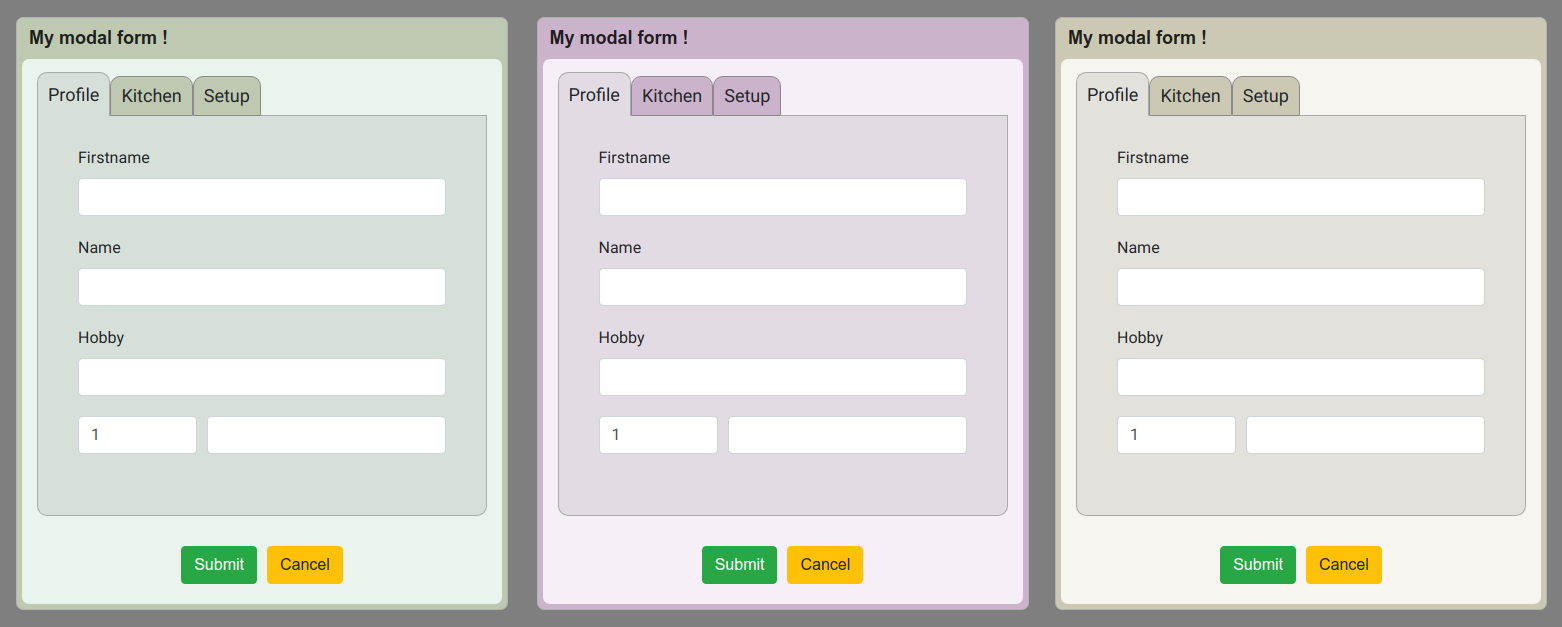 My modal form !
Profile Kitchen Setup
Firstname
Name
Hobby
1
Submit Cancel
My modal form !
Profile Kitchen Setup
Firstname
Name
Hobby
1
Submit Cancel
My modal form !
Profile Kitchen Setup
Firstname
Name
Hobby
1
Submit Cancel